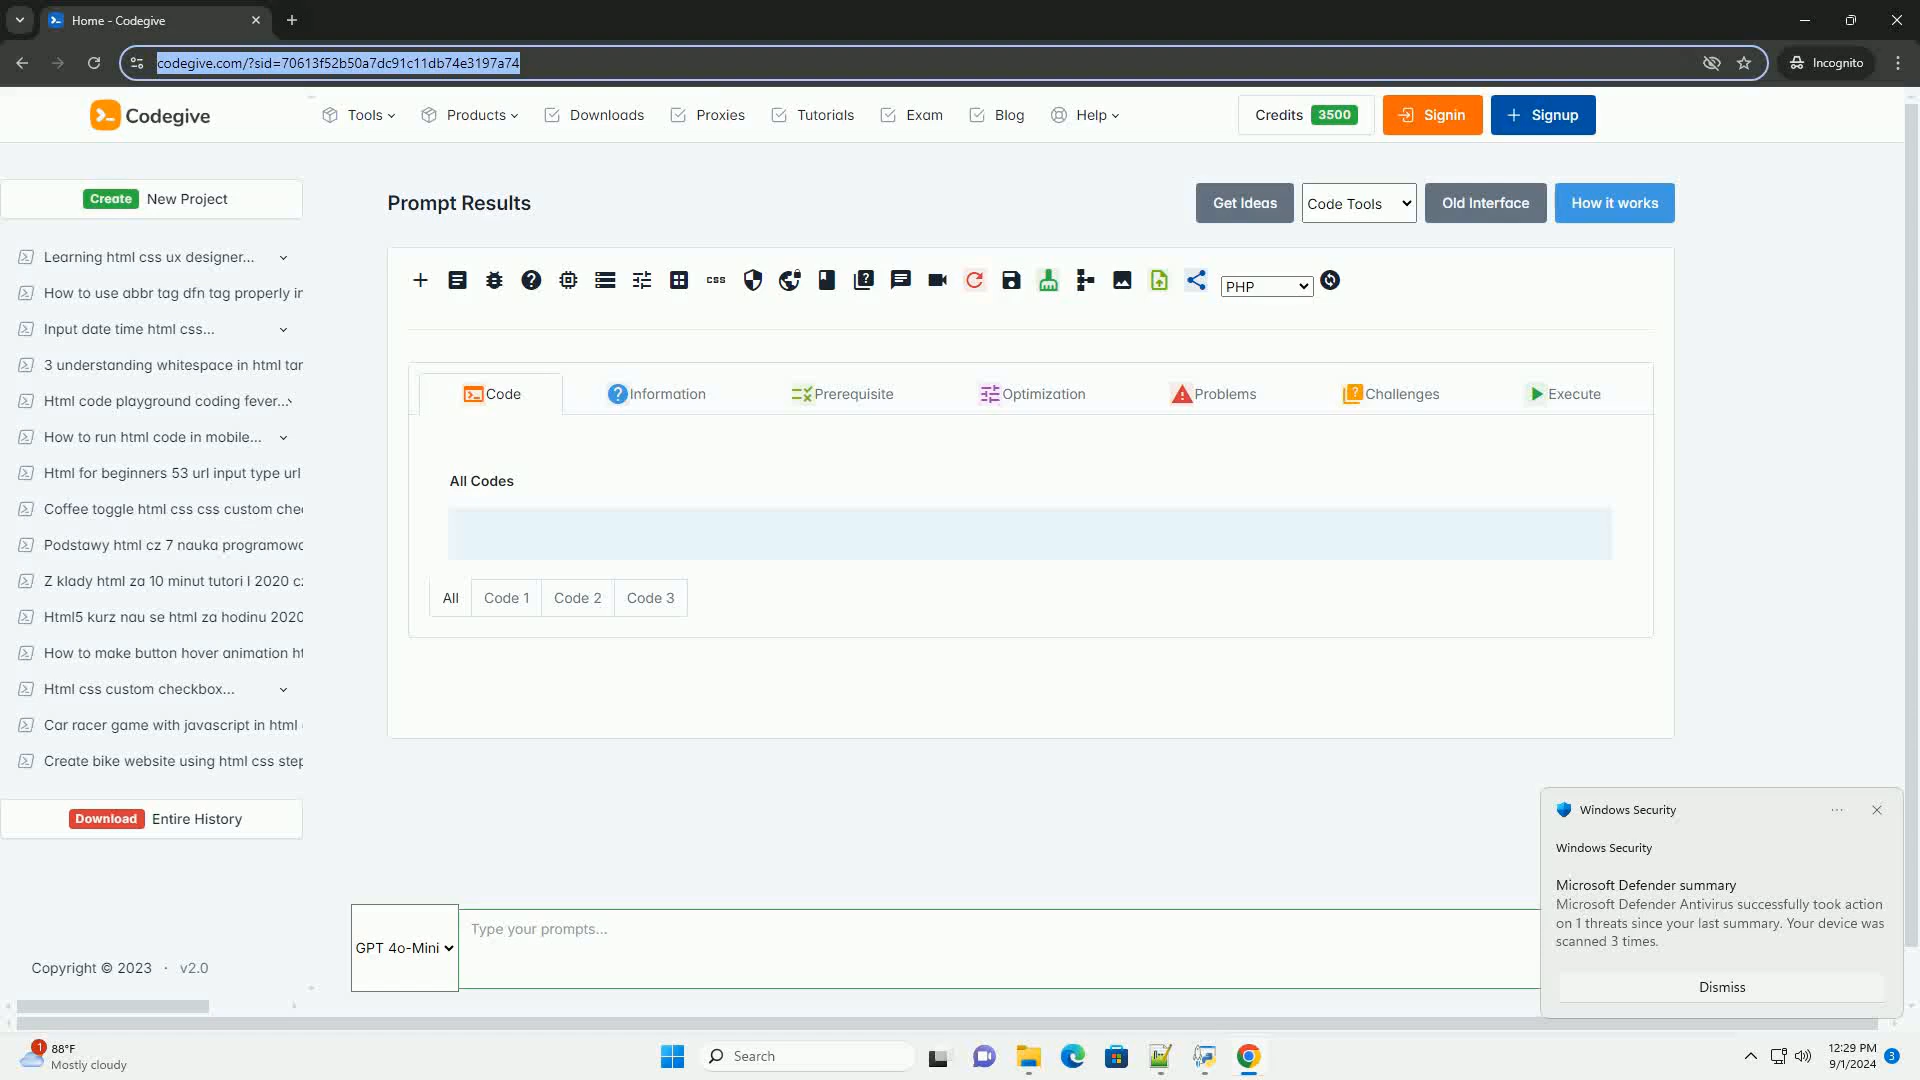 Home - Codegive
codegive.com/?sid=70613f52b50a7dc91c11db74e3197a74
Incognito
Codegive
Tools
Products
Downloads
Proxies
Tutorials
Exam
Blog
Help
Credits 3500
Signin
Signup
Create New Project
Learning html css ux designer...
How to use abbr tag dfn tag properly in
Input date time html css...
3 understanding whitespace in html tar
Html code playground coding fever...
How to run html code in mobile...
Html for beginners 53 url input type url
Coffee toggle html css css custom che
Podstawy html cz 7 nauka programowc
Z klady html za 10 minut tutori l 2020 cz
Html5 kurz nau se html za hodinu 2020
How to make button hover animation ht
Html css custom checkbox...
Car racer game with javascript in html
Create bike website using html css step
Download Entire History
Copyright © 2023 · v2.0
Prompt Results
Get Ideas
Code Tools
Old Interface
How it works
css
PHP
Code
Information
Prerequisite
Optimization
Problems
Challenges
Execute
All Codes
All
Code 1
Code 2
Code 3
GPT 4o-Mini
Type your prompts...
Windows Security
Windows Security
Microsoft Defender summary
Microsoft Defender Antivirus successfully took action
on 1 threats since your last summary. Your device was
scanned 3 times.
Dismiss
1
88°F
Mostly cloudy
Search
12:29 PM
9/1/2024
3